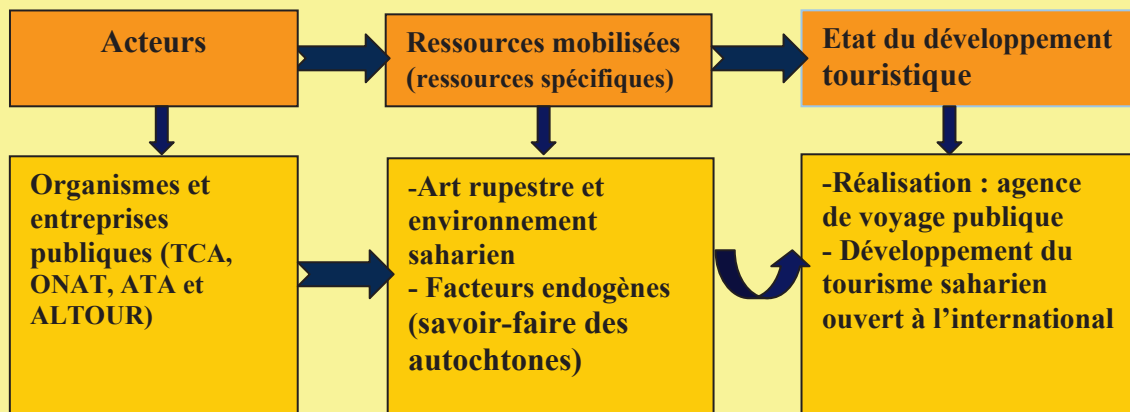 Acteurs
Ressources mobilisées
(ressources spécifiques)
Etat du développement
touristique
Organismes et
entreprises
publiques (TCA,
ONAT, ATA et
ALTOUR)
-Art rupestre et
environnement
saharien
- Facteurs endogènes
(savoir-faire des
autochtones)
-Réalisation : agence
de voyage publique
- Développement du
tourisme saharien
ouvert à l’international